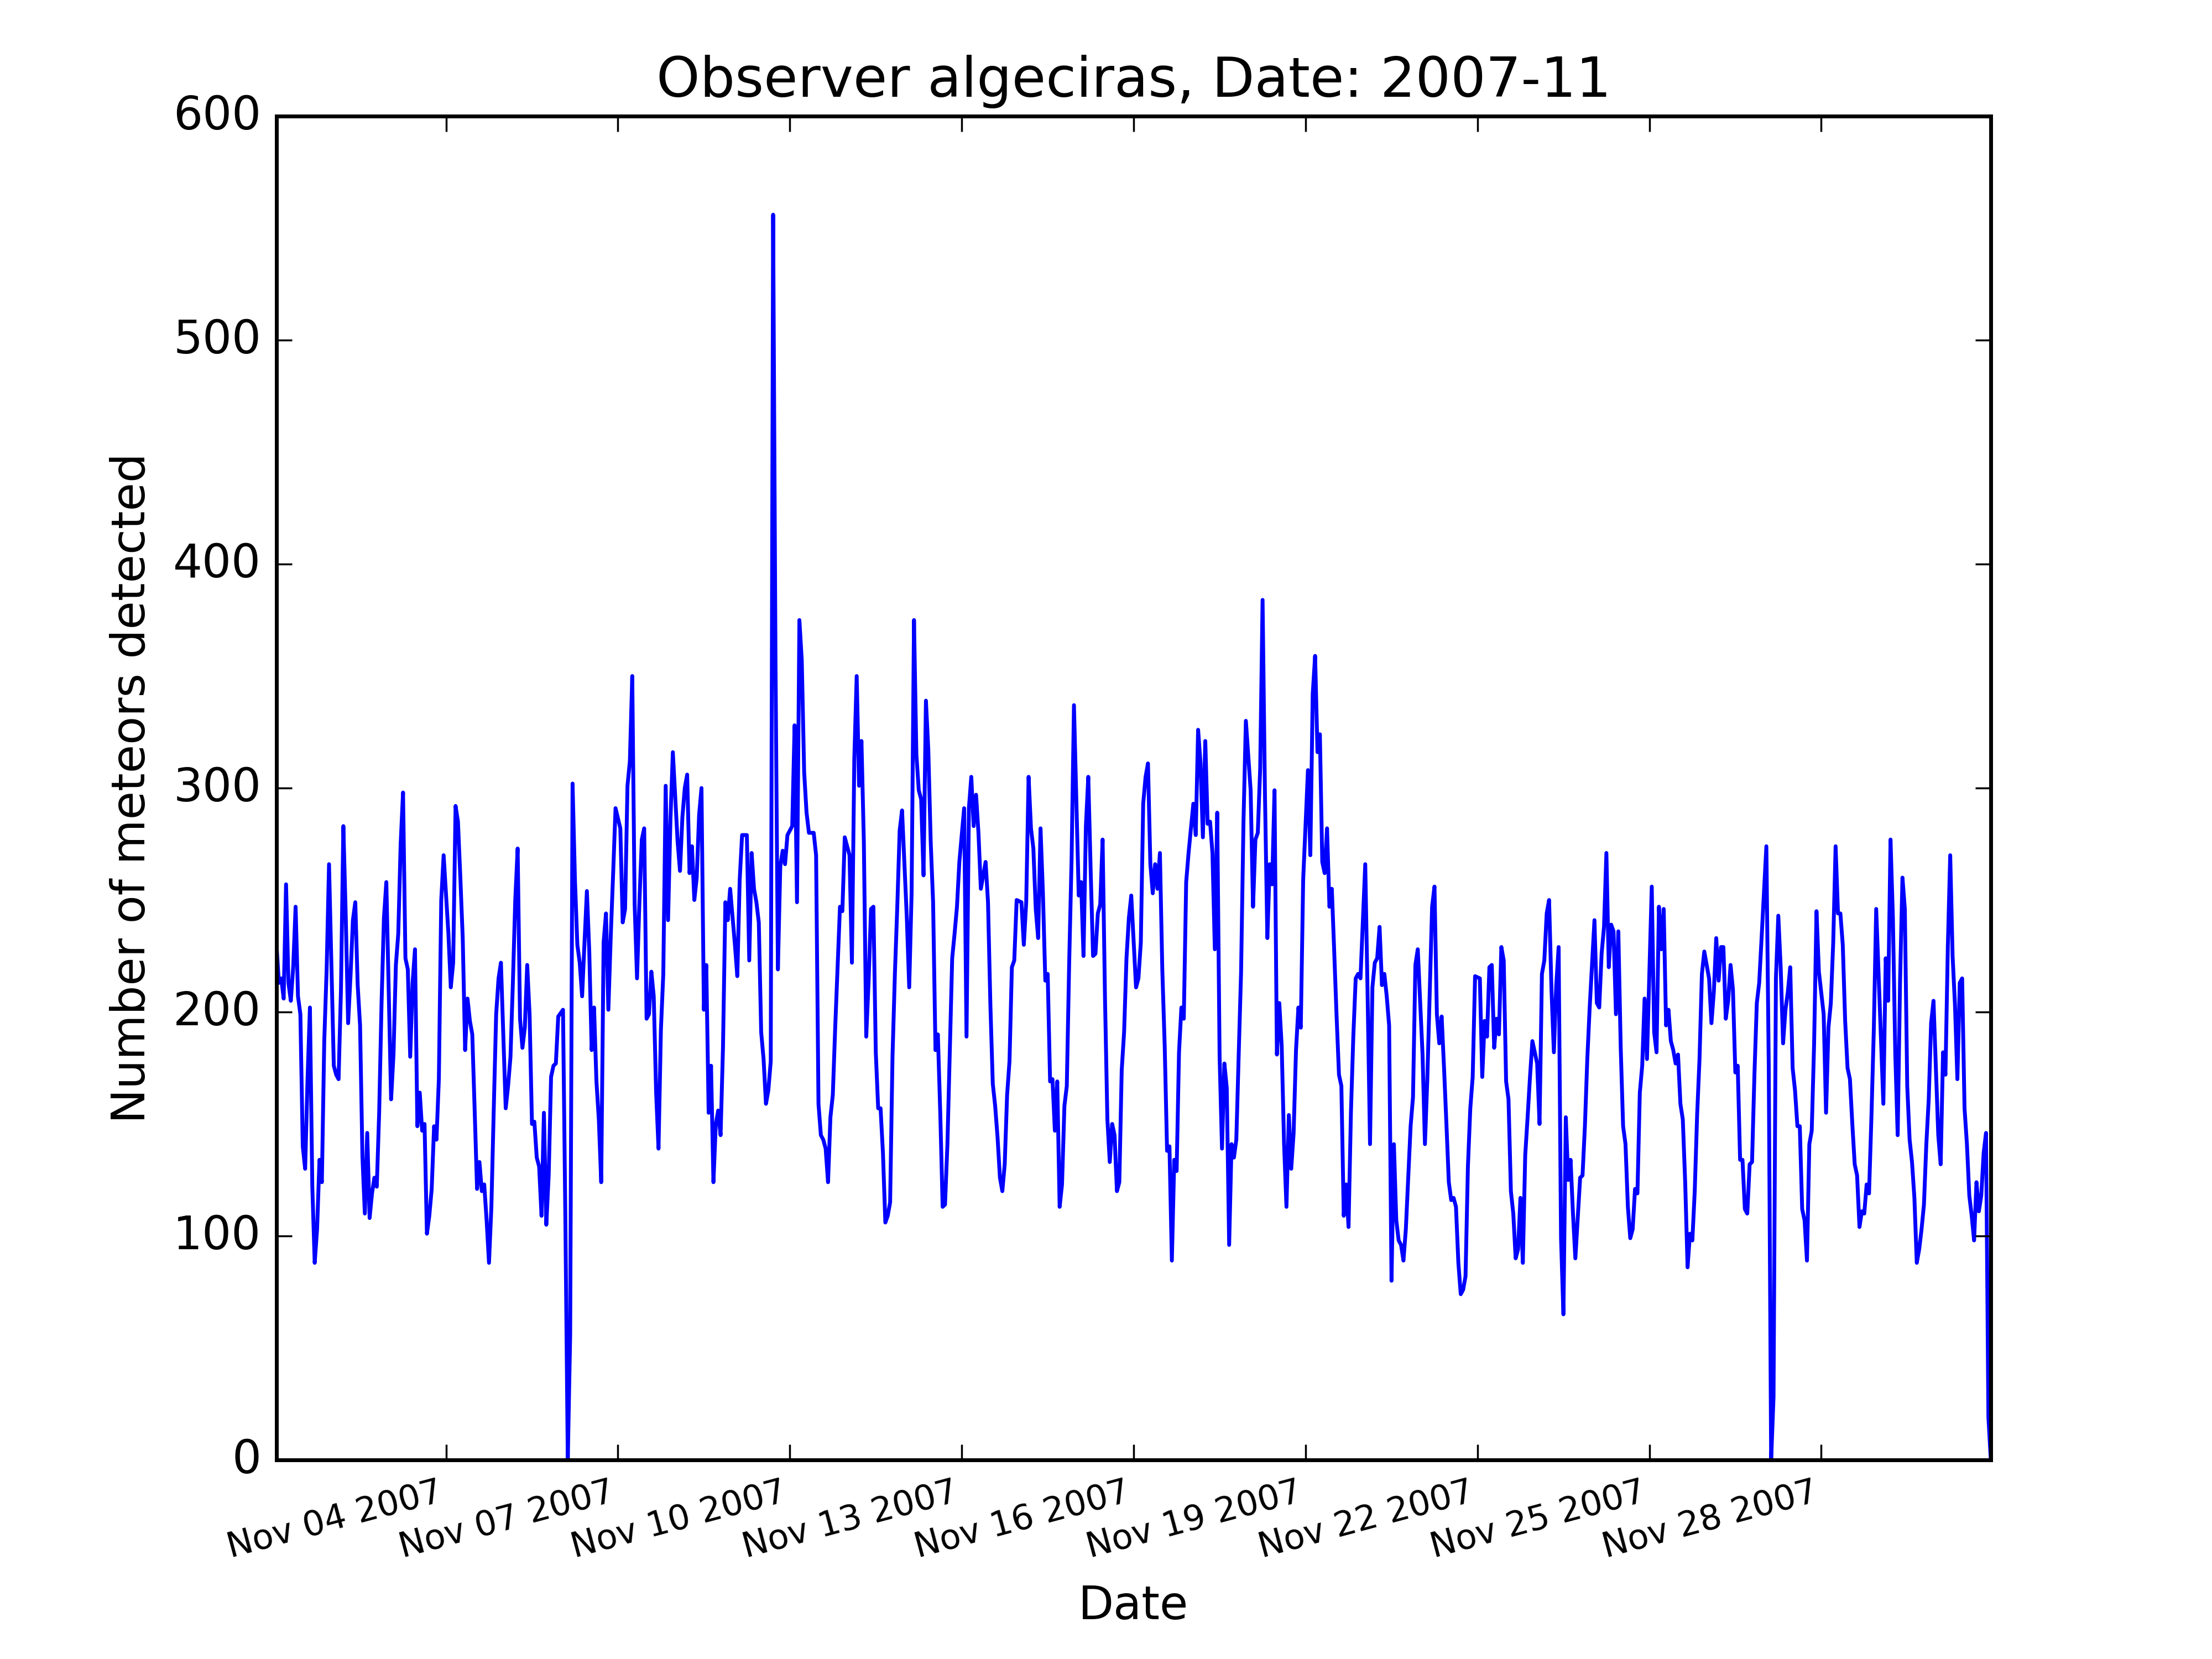 Observer algeciras, Date: 2007-11
600
500
400
300
200
100
0
Number of meteors detected
Nov 04 2007
Nov 07 2007
Nov 10 2007
Nov 13 2007
Nov 16 2007
Nov 19 2007
Nov 22 2007
Nov 25 2007
Nov 28 2007
Date